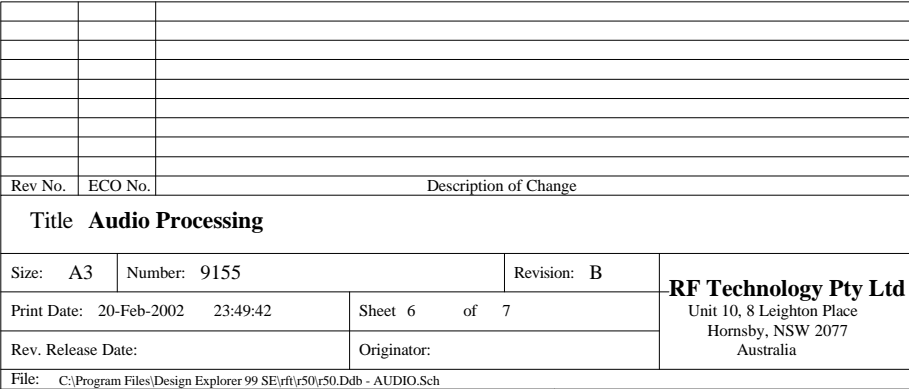 Rev No. ECO No. Description of Change
Title Audio Processing
Size: A3 Number: 9155 Revision: B
Print Date: 20-Feb-2002 23:49:42 Sheet 6 of 7
Rev. Release Date: Originator:
RF Technology Pty Ltd
Unit 10, 8 Leighton Place
Hornsby, NSW 2077
Australia
File: C:\Program Files\Design Explorer 99 SE\rft\r50\r50.Ddb - AUDIO.Sch